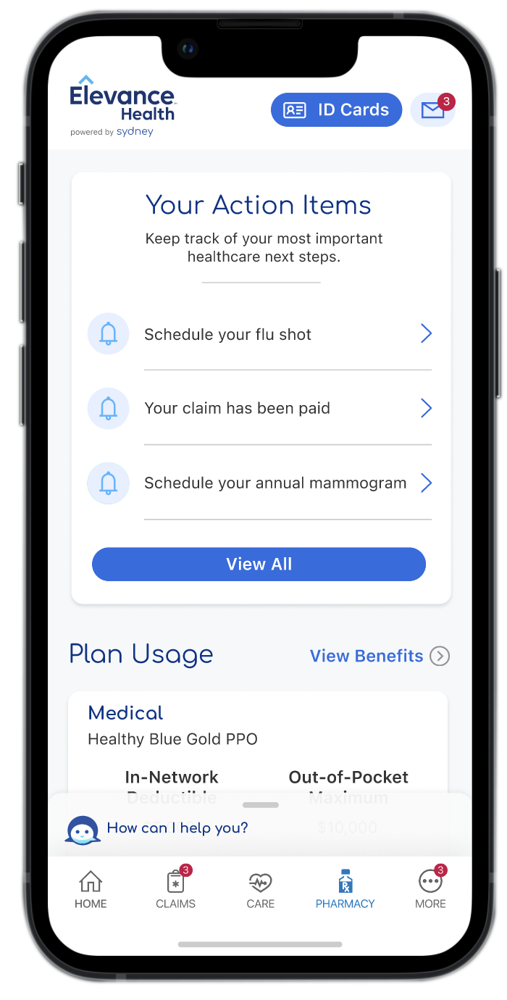 Elevance
Health
powered by sydney
ID Cards
3
Your Action Items
Keep track of your most important
healthcare next steps.
Schedule your flu shot
Your claim has been paid
Schedule your annual mammogram
View All
Plan Usage
View Benefits
Medical
Healthy Blue Gold PPO
In-Network Out-of-Pocket
Deductible Maximum
$10,000
How can I help you?
3 Rx 3
HOME CLAIMS CARE PHARMACY MORE